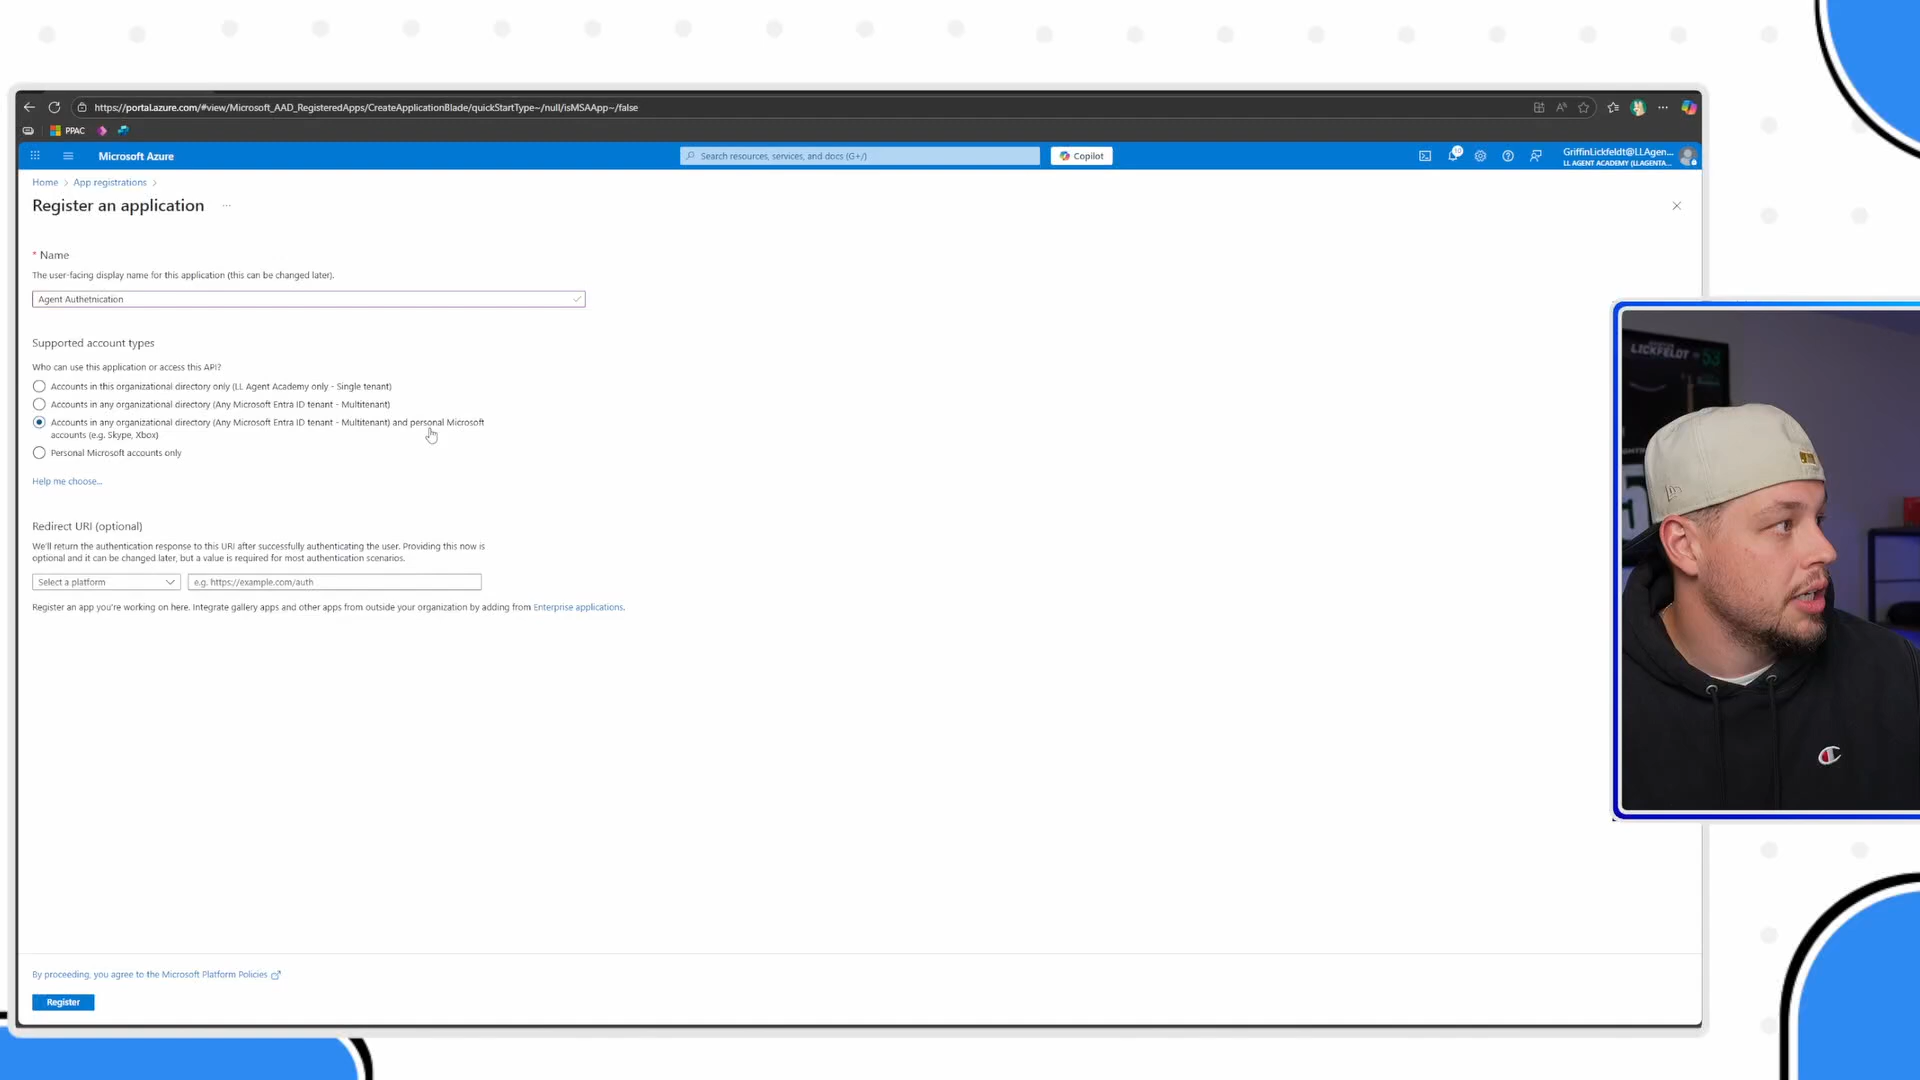 https://portal.azure.com/#view/Microsoft_AAD_RegisteredApps/CreateApplicationBlade/quickStartType~/null/isMSAApp~/false
PPAC
Microsoft Azure
Search resources, services, and docs (G+/)
Copilot
10
GriffinLickfeldt@LLAgen...
LL AGENT ACADEMY (LLAGENTA...
Home > App registrations >
Register an application ...
* Name
The user-facing display name for this application (this can be changed later).
Agent Authetnication
Supported account types
Who can use this application or access this API?
Accounts in this organizational directory only (LL Agent Academy only - Single tenant)
Accounts in any organizational directory (Any Microsoft Entra ID tenant - Multitenant)
Accounts in any organizational directory (Any Microsoft Entra ID tenant - Multitenant) and personal Microsoft
accounts (e.g. Skype, Xbox)
Personal Microsoft accounts only
Help me choose...
Redirect URI (optional)
We'll return the authentication response to this URI after successfully authenticating the user. Providing this now is
optional and it can be changed later, but a value is required for most authentication scenarios.
Select a platform
e.g. https://example.com/auth
Register an app you're working on here. Integrate gallery apps and other apps from outside your organization by adding from Enterprise applications.
By proceeding, you agree to the Microsoft Platform Policies
Register
LICKFELDT
53